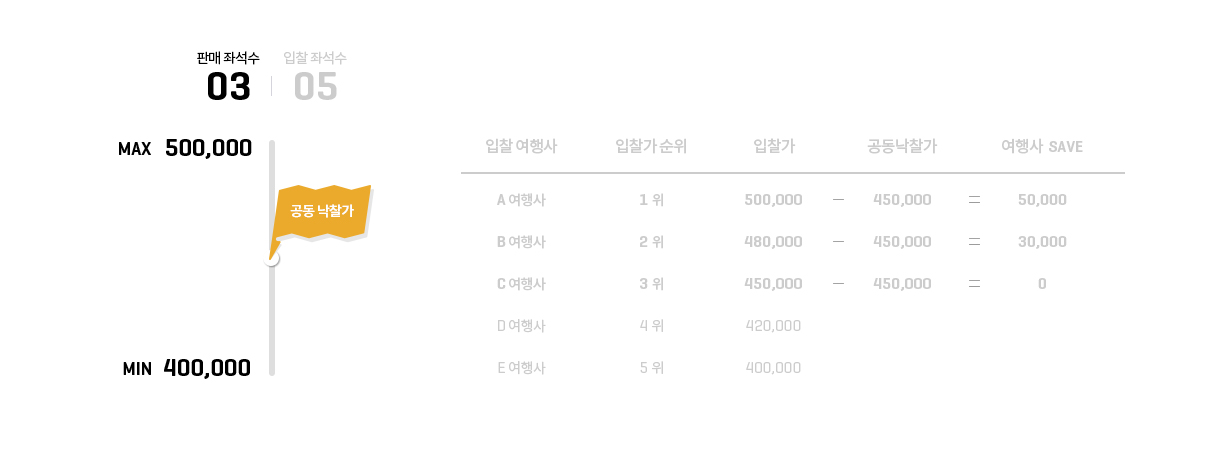 판매 좌석수 입찰 좌석수
03 05
MAX 500,000
공동 낙찰가
MIN 400,000
입찰 여행사 입찰가 순위 입찰가 공동낙찰가 여행사 SAVE
A 여행사 1 위 500,000 − 450,000 = 50,000
B 여행사 2 위 480,000 − 450,000 = 30,000
C 여행사 3 위 450,000 − 450,000 = 0
D 여행사 4 위 420,000
E 여행사 5 위 400,000